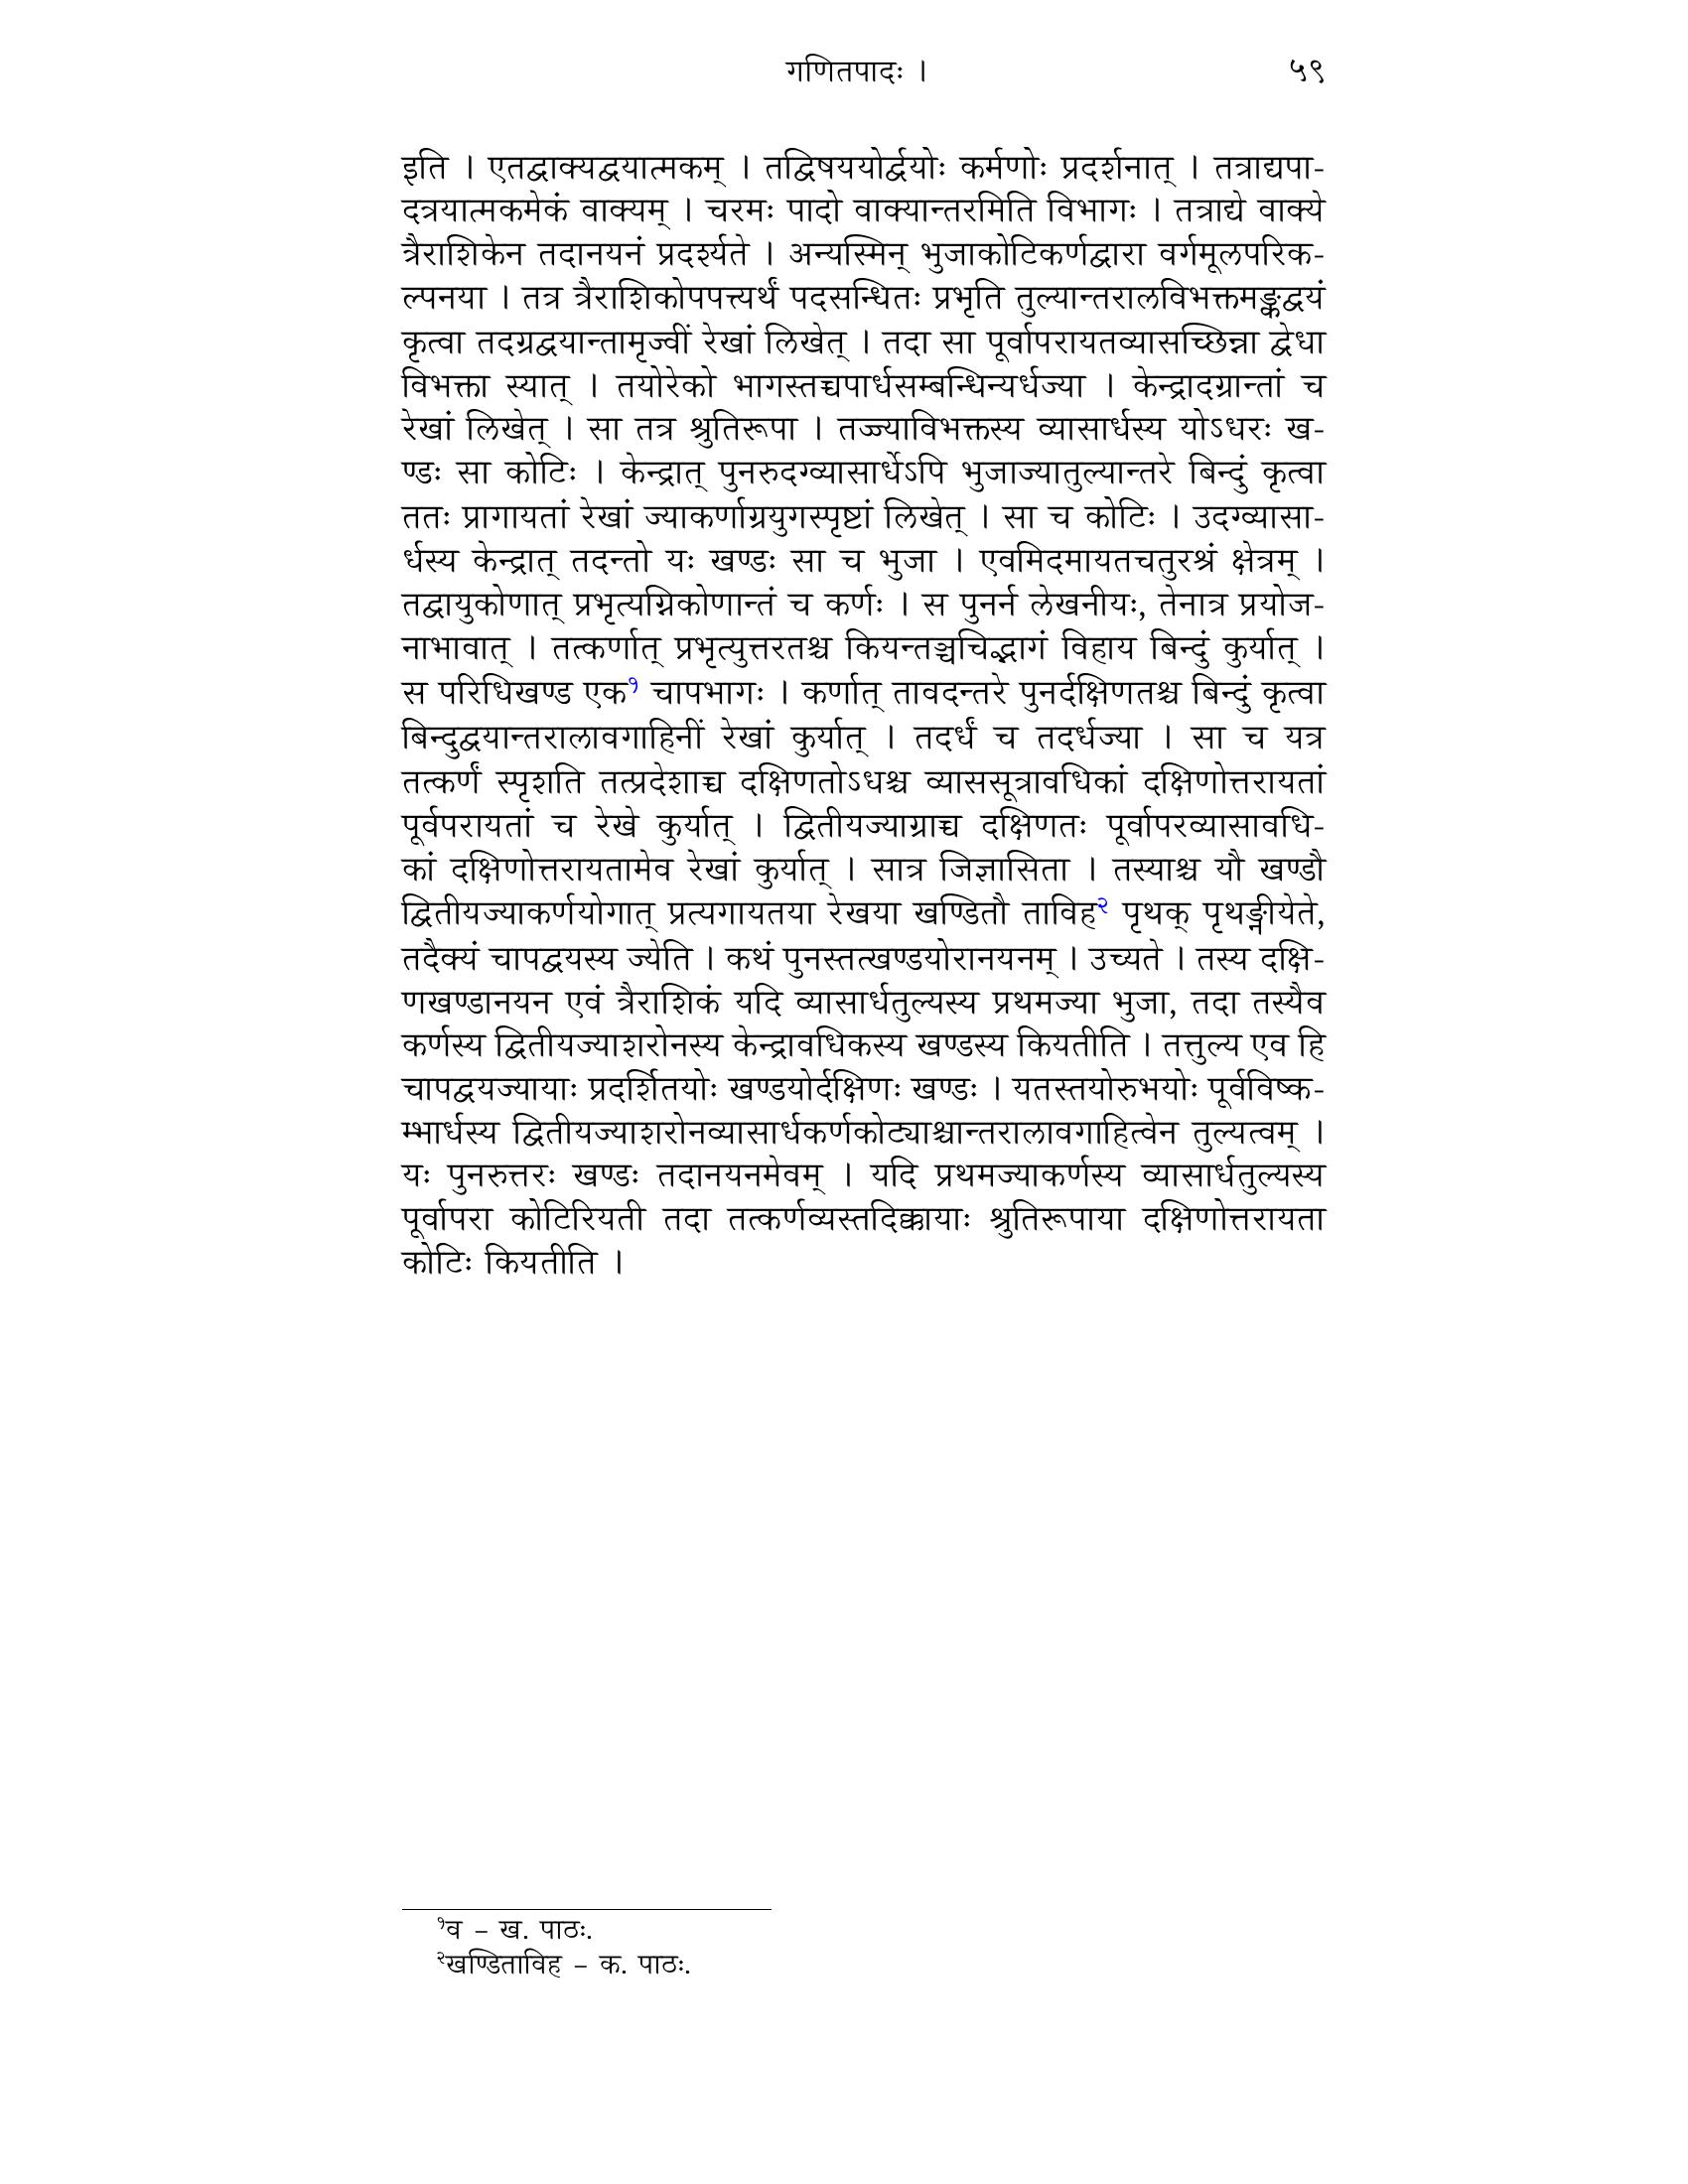 गणितपादः ।
५९
इति । एतद्वाक्यद्वयात्मकम् । तद्विषययोर्द्वयोः कर्मणोः प्रदर्शनात् । तत्राद्यपा-
दत्रयात्मकमेकं वाक्यम् । चरमः पादो वाक्यान्तरमिति विभागः । तत्राद्ये वाक्ये
त्रैराशिकेन तदानयनं प्रदर्श्यते । अन्यस्मिन् भुजाकोटिकर्णद्वारा वर्गमूलपरिक-
ल्पनया । तत्र त्रैराशिकोपपत्त्यर्थं पदसन्धितः प्रभृति तुल्यान्तरालविभक्तमङ्कद्वयं
कृत्वा तदग्रद्वयान्तामृज्वीं रेखां लिखेत् । तदा सा पूर्वापरायतव्यासच्छिन्ना द्वेधा
विभक्ता स्यात् । तयोरेको भागस्तच्चपार्धसम्बन्धिन्यर्धज्या । केन्द्रादग्रान्तां च
रेखां लिखेत् । सा तत्र श्रुतिरूपा । तज्ज्याविभक्तस्य व्यासार्धस्य योऽधरः ख-
ण्डः सा कोटिः । केन्द्रात् पुनरुदग्व्यासार्धेऽपि भुजाज्यातुल्यान्तरे बिन्दुं कृत्वा
ततः प्रागायतां रेखां ज्याकर्णाग्रयुगस्पृष्टां लिखेत् । सा च कोटिः । उदग्व्यासा-
र्धस्य केन्द्रात् तदन्तो यः खण्डः सा च भुजा । एवमिदमायतचतुरश्रं क्षेत्रम् ।
तद्वायुकोणात् प्रभृत्यग्निकोणान्तं च कर्णः । स पुनर्न लेखनीयः, तेनात्र प्रयोज-
नाभावात् । तत्कर्णात् प्रभृत्युत्तरतश्च कियन्तञ्चचिद्भागं विहाय बिन्दुं कुर्यात् ।
स परिधिखण्ड एक१ चापभागः । कर्णात् तावदन्तरे पुनर्दक्षिणतश्च बिन्दुं कृत्वा
बिन्दुद्वयान्तरालावगाहिनीं रेखां कुर्यात् । तदर्धं च तदर्धज्या । सा च यत्र
तत्कर्णं स्पृशति तत्प्रदेशाच्च दक्षिणतोऽधश्च व्याससूत्रावधिकां दक्षिणोत्तरायतां
पूर्वपरायतां च रेखे कुर्यात् । द्वितीयज्याग्राच्च दक्षिणतः पूर्वापरव्यासावधि-
कां दक्षिणोत्तरायतामेव रेखां कुर्यात् । सात्र जिज्ञासिता । तस्याश्च यौ खण्डौ
द्वितीयज्याकर्णयोगात् प्रत्यगायतया रेखया खण्डितौ ताविह२ पृथक् पृथङ्नीयेते,
तदैक्यं चापद्वयस्य ज्येति । कथं पुनस्तत्खण्डयोरानयनम् । उच्यते । तस्य दक्षि-
णखण्डानयन एवं त्रैराशिकं यदि व्यासार्धतुल्यस्य प्रथमज्या भुजा, तदा तस्यैव
कर्णस्य द्वितीयज्याशरोनस्य केन्द्रावधिकस्य खण्डस्य कियतीति । तत्तुल्य एव हि
चापद्वयज्यायाः प्रदर्शितयोः खण्डयोर्दक्षिणः खण्डः । यतस्तयोरुभयोः पूर्वविष्क-
म्भार्धस्य द्वितीयज्याशरोनव्यासार्धकर्णकोट्याश्चान्तरालावगाहित्वेन तुल्यत्वम् ।
यः पुनरुत्तरः खण्डः तदानयनमेवम् । यदि प्रथमज्याकर्णस्य व्यासार्धतुल्यस्य
पूर्वापरा कोटिरियती तदा तत्कर्णव्यस्तदिक्कायाः श्रुतिरूपाया दक्षिणोत्तरायता
कोटिः कियतीति ।
१व – ख. पाठः.
२खण्डिताविह – क. पाठः.